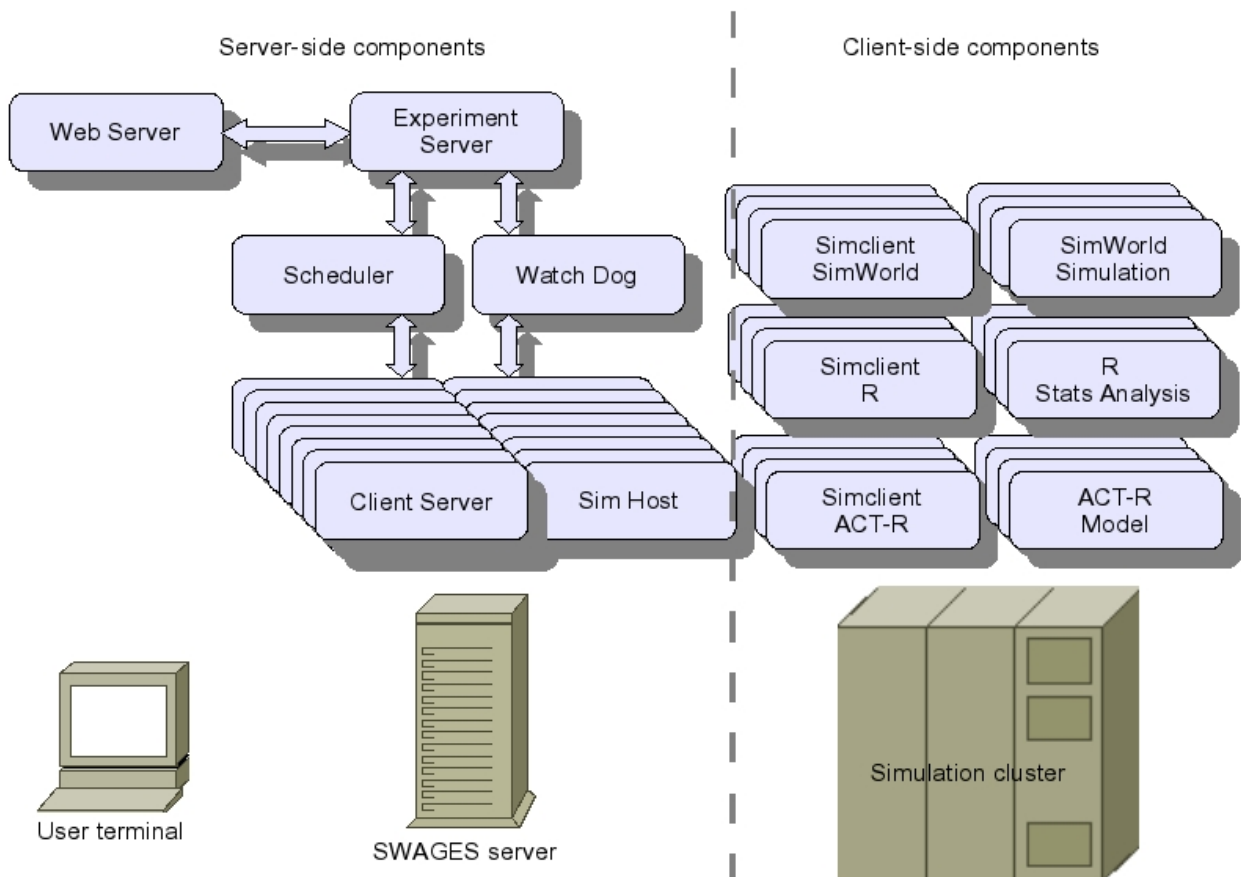 Server-side components
Client-side components
Web Server
Experiment
Server
Scheduler
Watch Dog
Client Server
Sim Host
Simclient
SimWorld
SimWorld
Simulation
Simclient
R
R
Stats Analysis
Simclient
ACT-R
ACT-R
Model
User terminal
SWAGES server
Simulation cluster